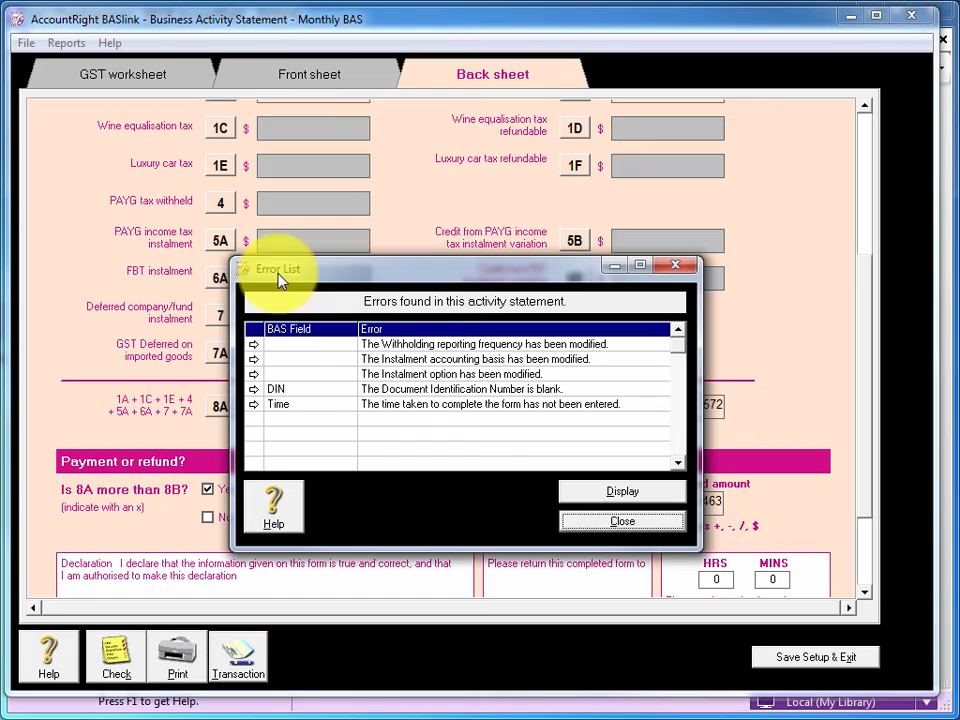 AccountRight BASlink - Business Activity Statement - Monthly BAS
File Reports Help
GST worksheet Front sheet Back sheet
Wine equalisation tax 1C $ Wine equalisation tax refundable 1D $
Luxury car tax 1E $ Luxury car tax refundable 1F $
PAYG tax withheld 4 $
PAYG income tax instalment 5A $ Credit from PAYG income tax instalment variation 5B $
FBT instalment 6A
Deferred company/fund instalment 7
GST Deferred on imported goods 7A
1A + 1C + 1E + 4 + 5A + 6A + 7 + 7A 8A 572
Error List
Errors found in this activity statement.
BAS Field Error
The Withholding reporting frequency has been modified.
The Instalment accounting basis has been modified.
The Instalment option has been modified.
DIN The Document Identification Number is blank.
Time The time taken to complete the form has not been entered.
Display
Help
Close
Payment or refund?
Is 8A more than 8B?
(indicate with an x)
amount
463
+, -, /, $
Declaration I declare that the information given on this form is true and correct, and that
I am authorised to make this declaration
Please return this completed form to
HRS MINS
0 0
Help Check Print Transaction
Save Setup & Exit
Press F1 to get Help.
Local (My Library)